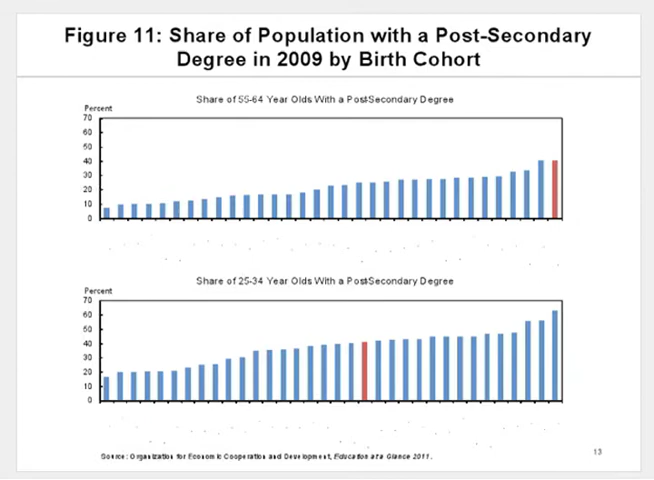 Figure 11: Share of Population with a Post-Secondary
Degree in 2009 by Birth Cohort
Share of 55-64 Year Olds With a Post-Secondary Degree
Percent
70
60
50
40
30
20
10
0
Share of 25-34 Year Olds With a Post-Secondary Degree
Percent
70
60
50
40
30
20
10
0
Source: Organization for Economic Cooperation and Development, Education at a Glance 2011.
13